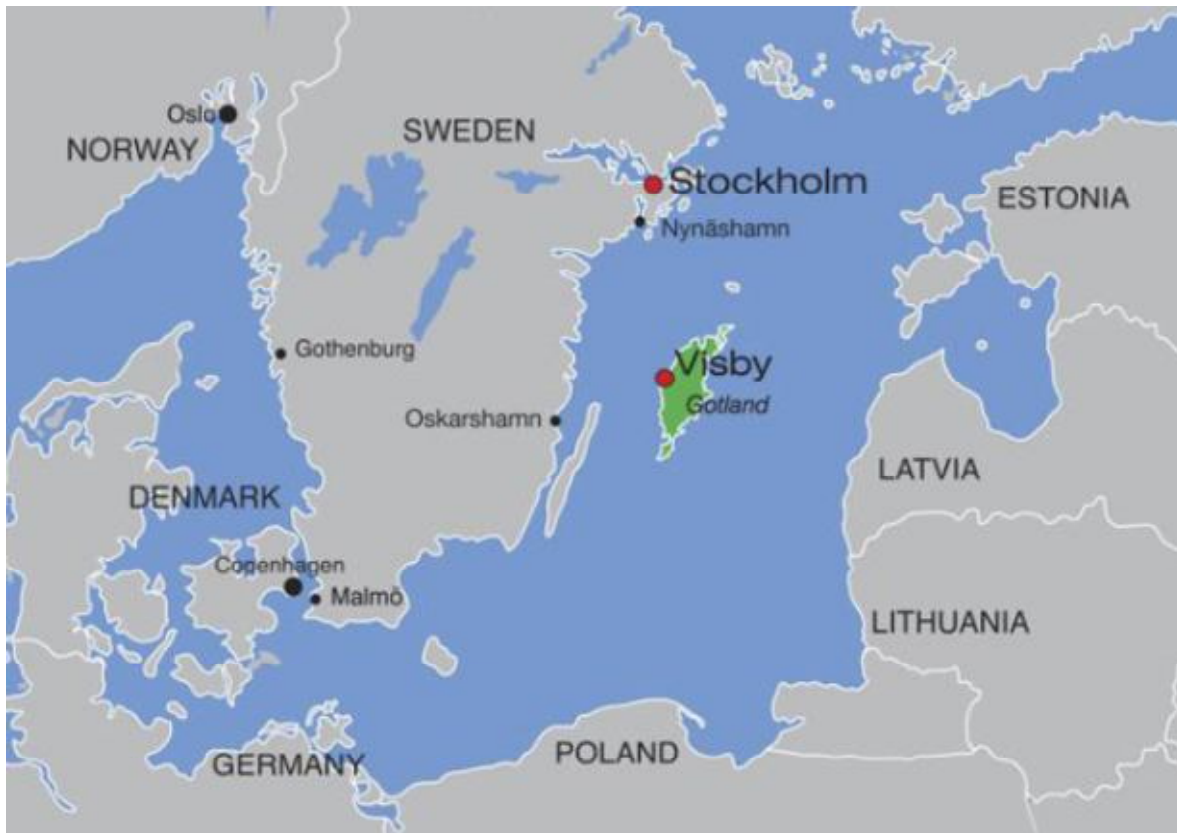 Oslo
NORWAY
SWEDEN
Stockholm
Nynäshamn
ESTONIA
Gothenburg
Visby
Gotland
Oskarshamn
LATVIA
DENMARK
Copenhagen
Malmö
LITHUANIA
POLAND
GERMANY